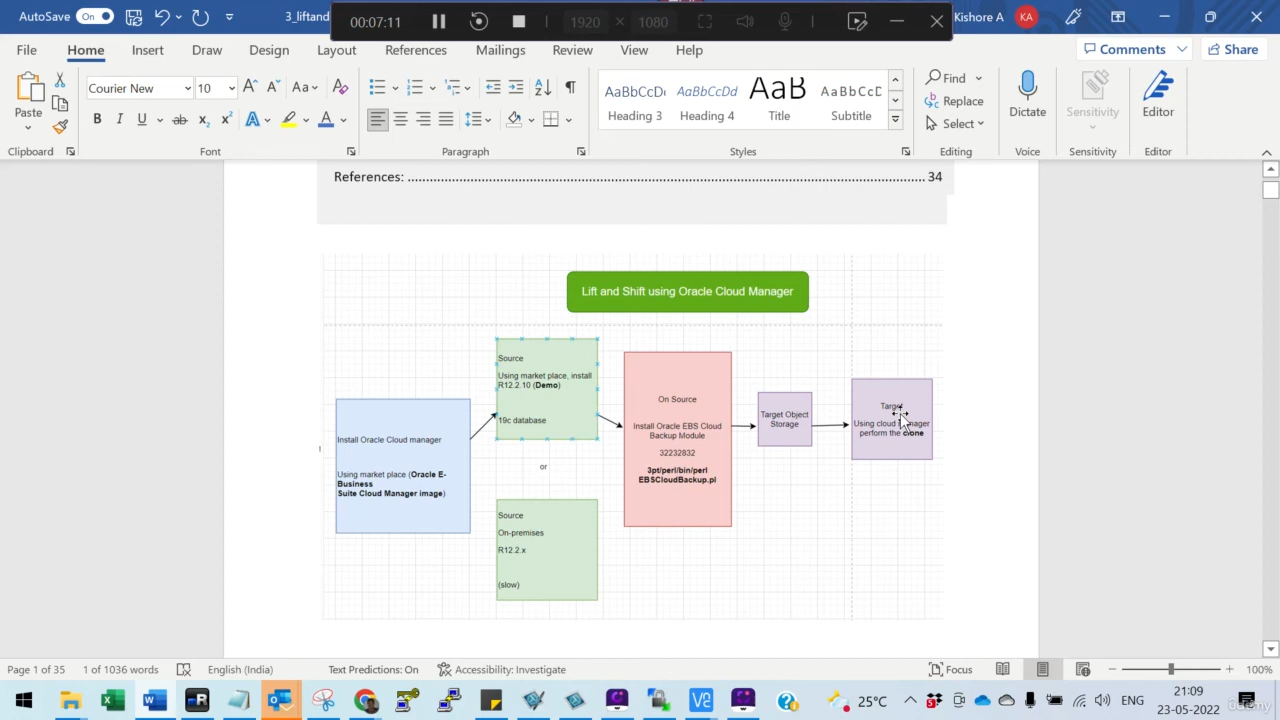 AutoSave On 3_liftand
00:07:11 1920 × 1080
Kishore A KA
File Home Insert Draw Design Layout References Mailings Review View Help Comments Share
Paste
Courier New 10
Aa
AaBbCcDc AaBbCcDd AaB AaBbCcD
Heading 3 Heading 4 Title Subtitle
Find
Replace
Select
Dictate
Sensitivity
Editor
Clipboard Font Paragraph Styles Editing Voice Sensitivity Editor
References: 34
Lift and Shift using Oracle Cloud Manager
Install Oracle Cloud manager
Using market place (Oracle E-
Business
Suite Cloud Manager image)
Source
Using market place, install
R12.2.10 (Demo)
19c database
or
Source
On-premises
R12.2.x
(slow)
On Source
Install Oracle EBS Cloud
Backup Module
32232832
3pt/perl/bin/perl
EBSCloudBackup.pl
Target Object
Storage
Target
Using cloud
perform the clone
Page 1 of 35 1 of 1036 words English (India) Text Predictions: On Accessibility: Investigate Focus 100%
25°C ENG 21:09
23-05-2022
Udemy